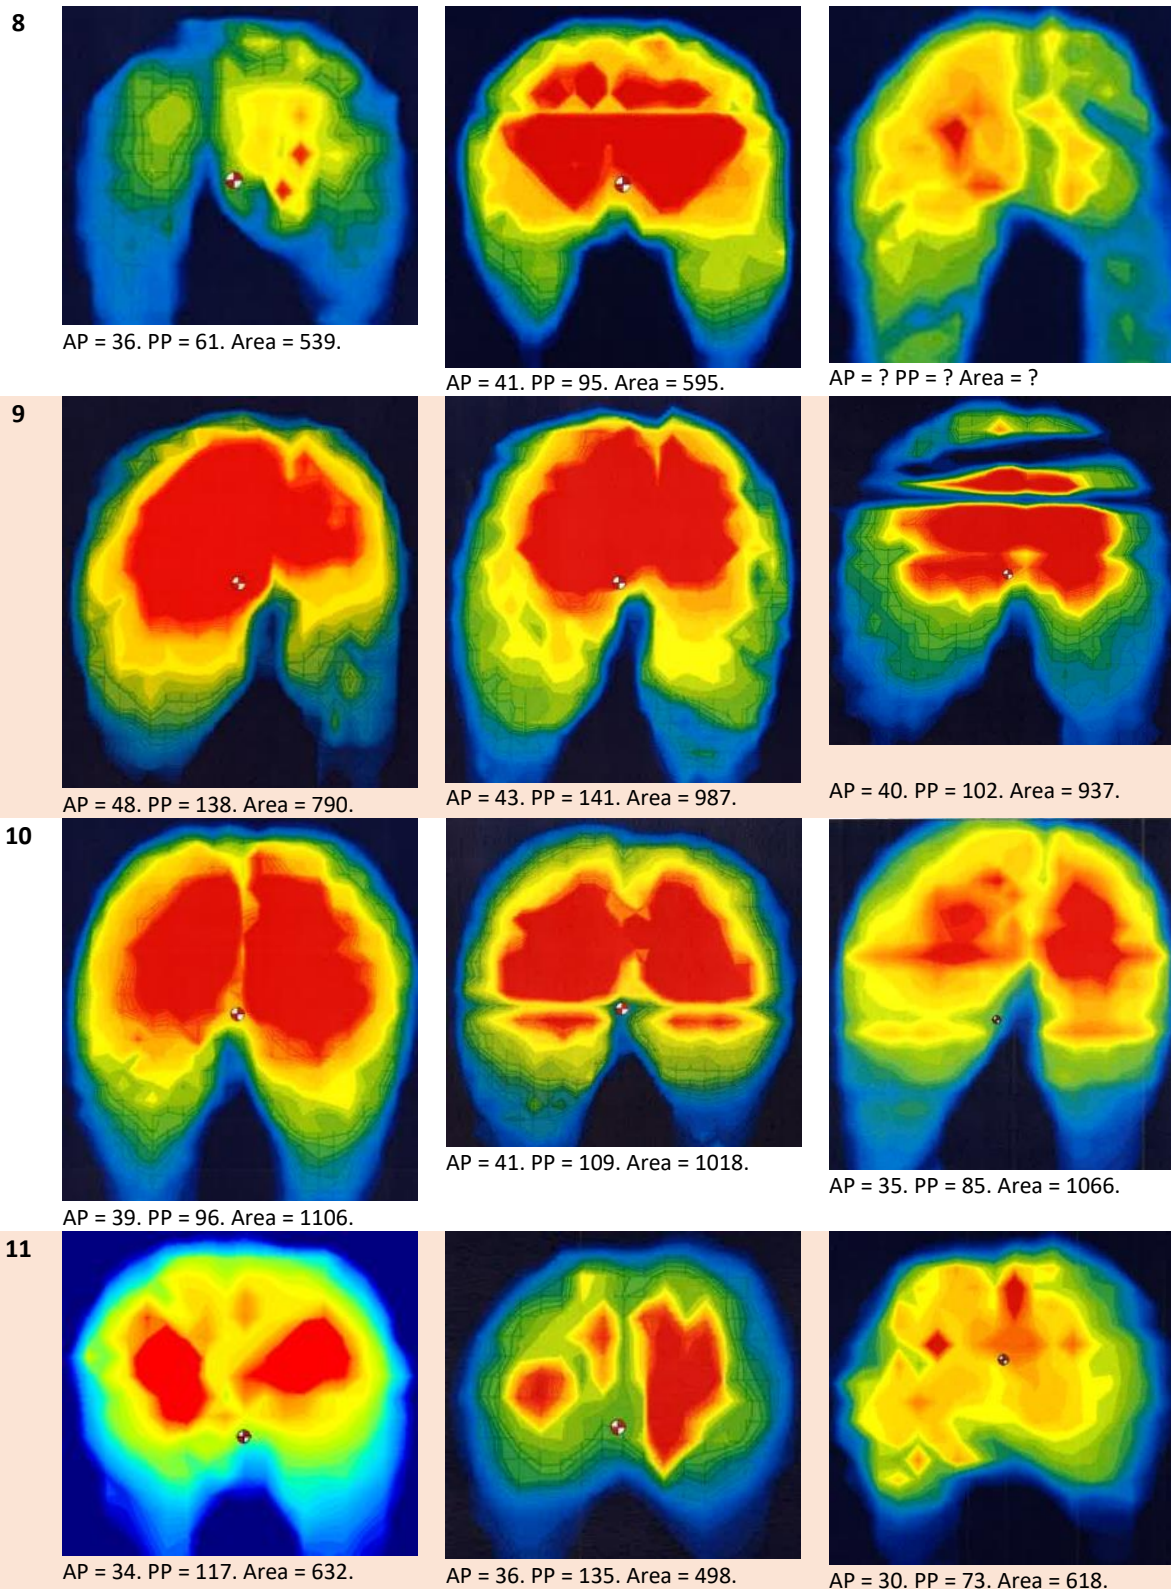 8
AP = 36. PP = 61. Area = 539.
AP = 41. PP = 95. Area = 595.
AP = ? PP = ? Area = ?
9
AP = 48. PP = 138. Area = 790.
AP = 43. PP = 141. Area = 987.
AP = 40. PP = 102. Area = 937.
10
AP = 39. PP = 96. Area = 1106.
AP = 41. PP = 109. Area = 1018.
AP = 35. PP = 85. Area = 1066.
11
AP = 34. PP = 117. Area = 632.
AP = 36. PP = 135. Area = 498.
AP = 30. PP = 73. Area = 618.